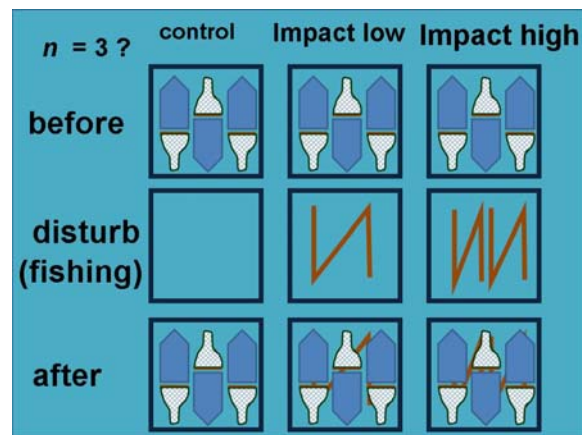 n = 3 ?
control
Impact low
Impact high
before
disturb
(fishing)
after